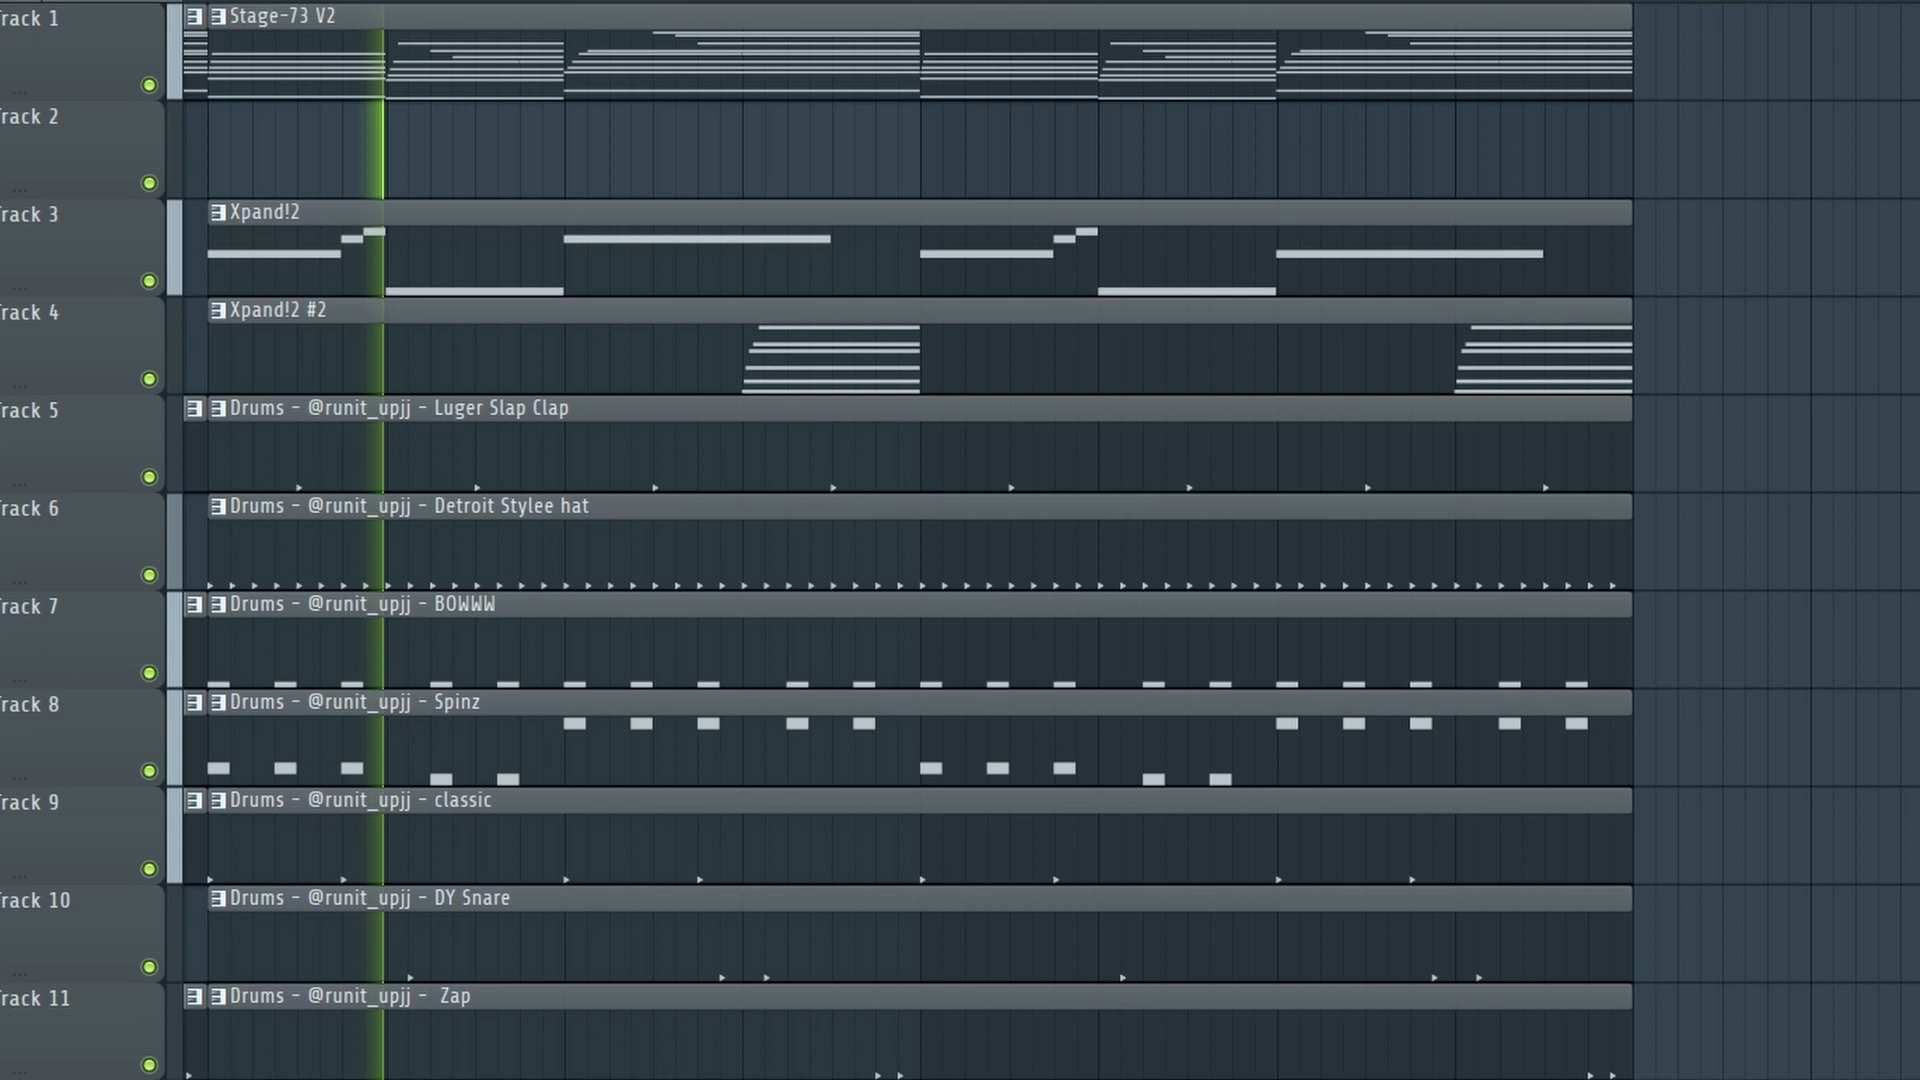 rack 1
Stage-73 V2
rack 2
rack 3
Xpand!2
rack 4
Xpand!2 #2
rack 5
Drums - @runit_upjj - Luger Slap Clap
rack 6
Drums - @runit_upjj - Detroit Stylee hat
rack 7
Drums - @runit_upjj - BOWWW
rack 8
Drums - @runit_upjj - Spinz
rack 9
Drums - @runit_upjj - classic
rack 10
Drums - @runit_upjj - DY Snare
rack 11
Drums - @runit_upjj - Zap